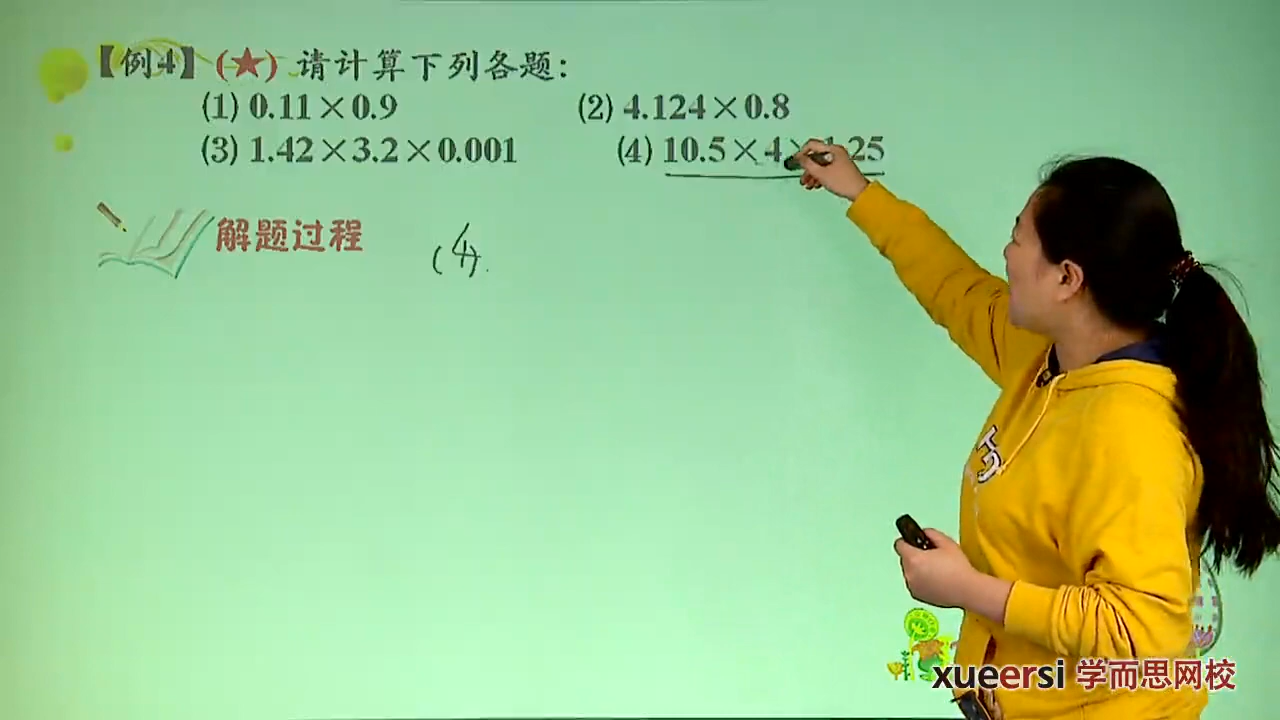 【例4】(★) 请计算下列各题：
(1) 0.11×0.9 (2) 4.124×0.8
(3) 1.42×3.2×0.001 (4) 10.5×4×1.25
解题过程 (4)
xueersi 学而思网校